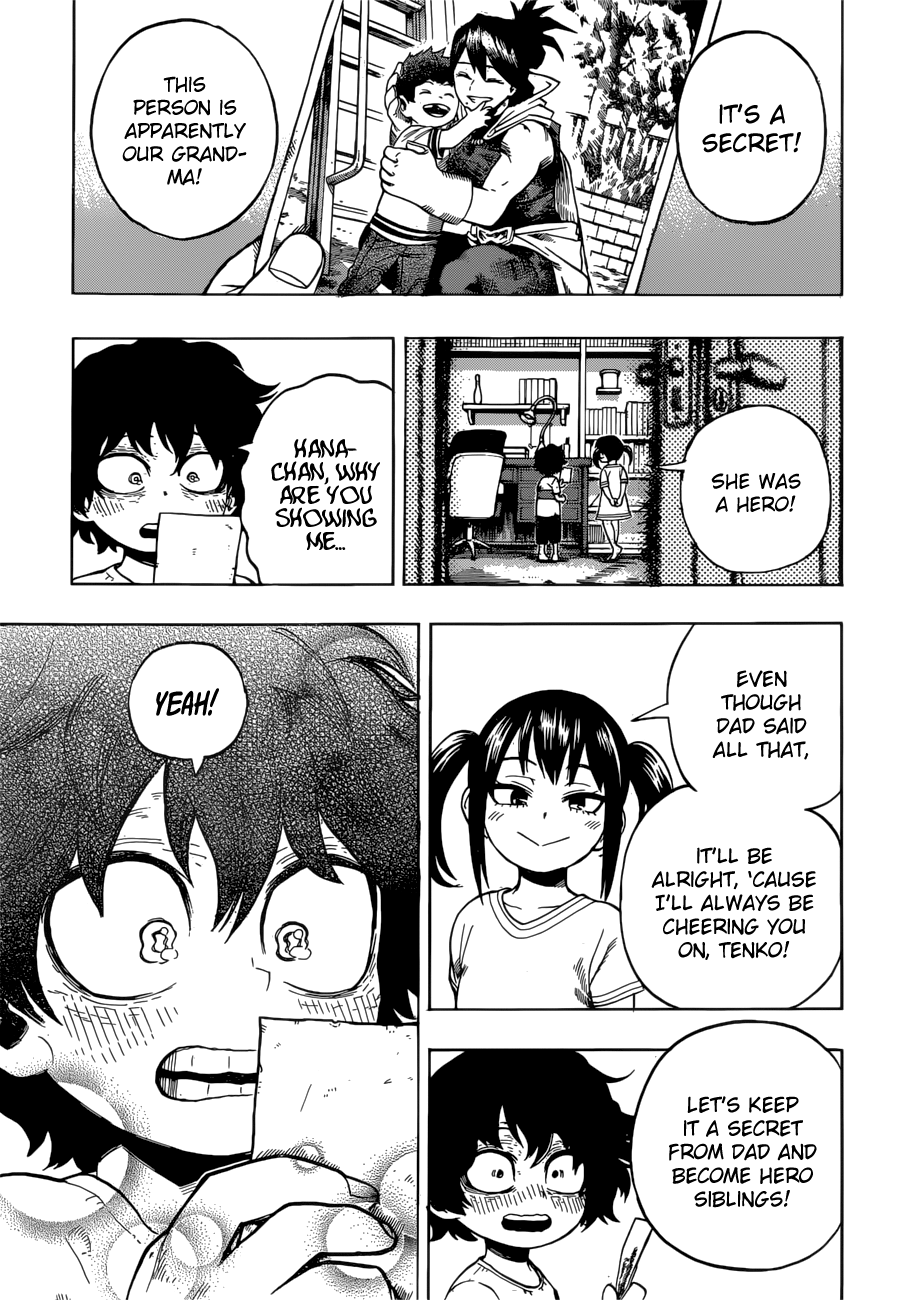 IT'S A
SECRET!
THIS
PERSON IS
APPARENTLY
OUR GRAND-
MA!
SHE WAS
A HERO!
HANA-
CHAN, WHY
ARE YOU
SHOWING
ME...
EVEN
THOUGH
DAD SAID
ALL THAT,
IT'LL BE
ALRIGHT, 'CAUSE
I'LL ALWAYS BE
CHEERING YOU
ON, TENKO!
LET'S KEEP
IT A SECRET
FROM DAD AND
BECOME HERO
SIBLINGS!
YEAH!